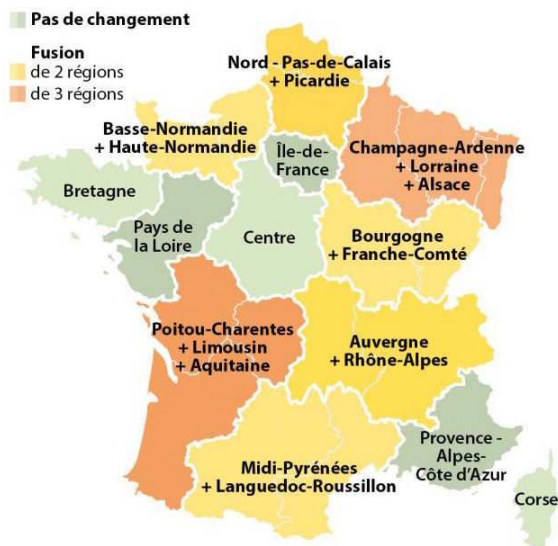 Pas de changement
Fusion
de 2 régions
de 3 régions
Nord - Pas-de-Calais
+ Picardie
Basse-Normandie
+ Haute-Normandie
Île-de-
France
Champagne-Ardenne
+ Lorraine
+ Alsace
Bretagne
Pays de
la Loire
Centre
Bourgogne
+ Franche-Comté
Poitou-Charentes
+ Limousin
+ Aquitaine
Auvergne
+ Rhône-Alpes
Provence -
Alpes-
Côte d'Azur
Midi-Pyrénées
+ Languedoc-Roussillon
Corse